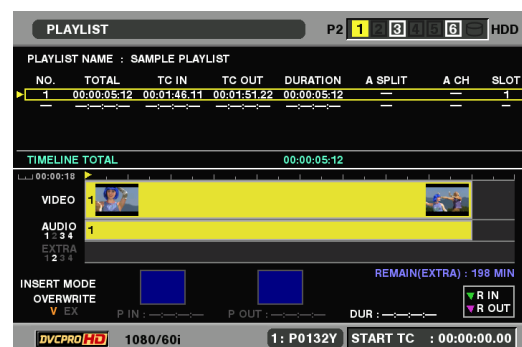 PLAYLIST P2 1 2 3 4 5 6 HDD
PLAYLIST NAME : SAMPLE PLAYLIST
NO. TOTAL TC IN TC OUT DURATION A SPLIT A CH SLOT
1 00:00:05:12 00:01:46.11 00:01:51.22 00:00:05:12 — — 1
— —:—:—:— —:—:—:— —:—:—:— —:—:—:— — — —
TIMELINE TOTAL 00:00:05:12
00:00:18
VIDEO 1
AUDIO 1
1 2 3 4
EXTRA
1 2 3 4
REMAIN(EXTRA) : 198 MIN
INSERT MODE
OVERWRITE
V EX
P IN : —:—:—:— P OUT : —:—:—:— DUR : —:—:—:—
R IN
R OUT
DVCPRO HD 1080/60i 1: P0132Y START TC : 00:00:00.00